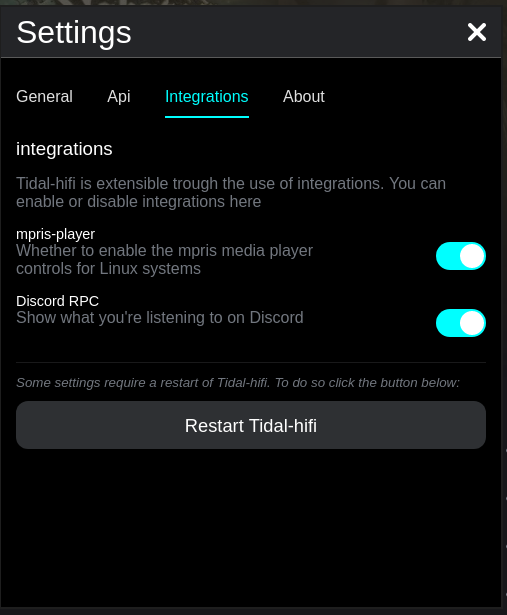 Settings
General Api Integrations About
integrations
Tidal-hifi is extensible trough the use of integrations. You can
enable or disable integrations here
mpris-player
Whether to enable the mpris media player
controls for Linux systems
Discord RPC
Show what you're listening to on Discord
Some settings require a restart of Tidal-hifi. To do so click the button below:
Restart Tidal-hifi